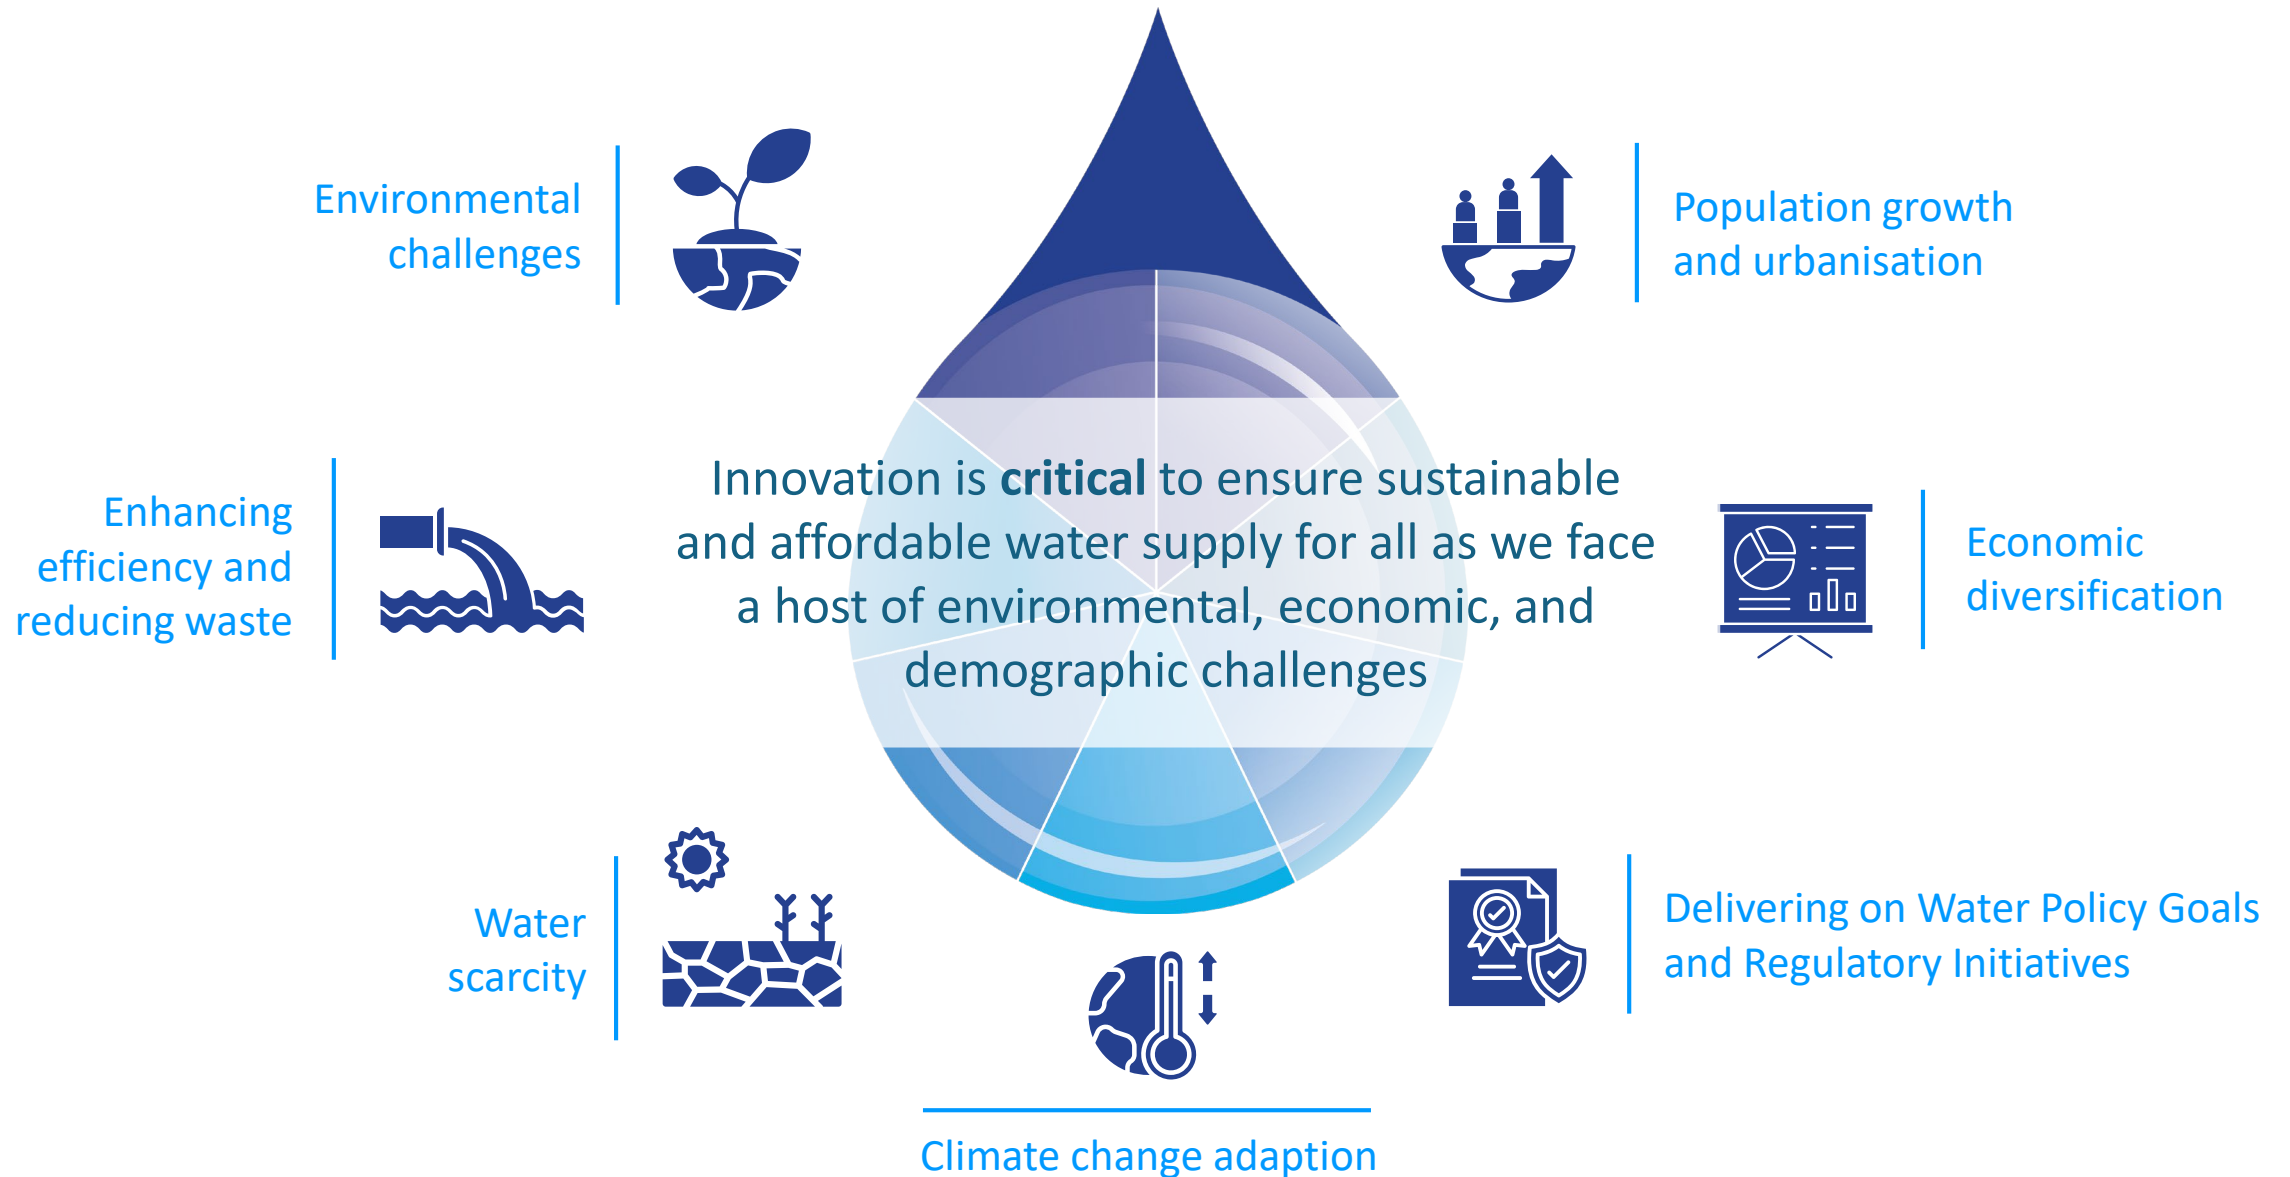 Environmental
challenges
Population growth
and urbanisation
Innovation is critical to ensure sustainable
and affordable water supply for all as we face
a host of environmental, economic, and
demographic challenges
Enhancing
efficiency and
reducing waste
Economic
diversification
Water
scarcity
Delivering on Water Policy Goals
and Regulatory Initiatives
Climate change adaption